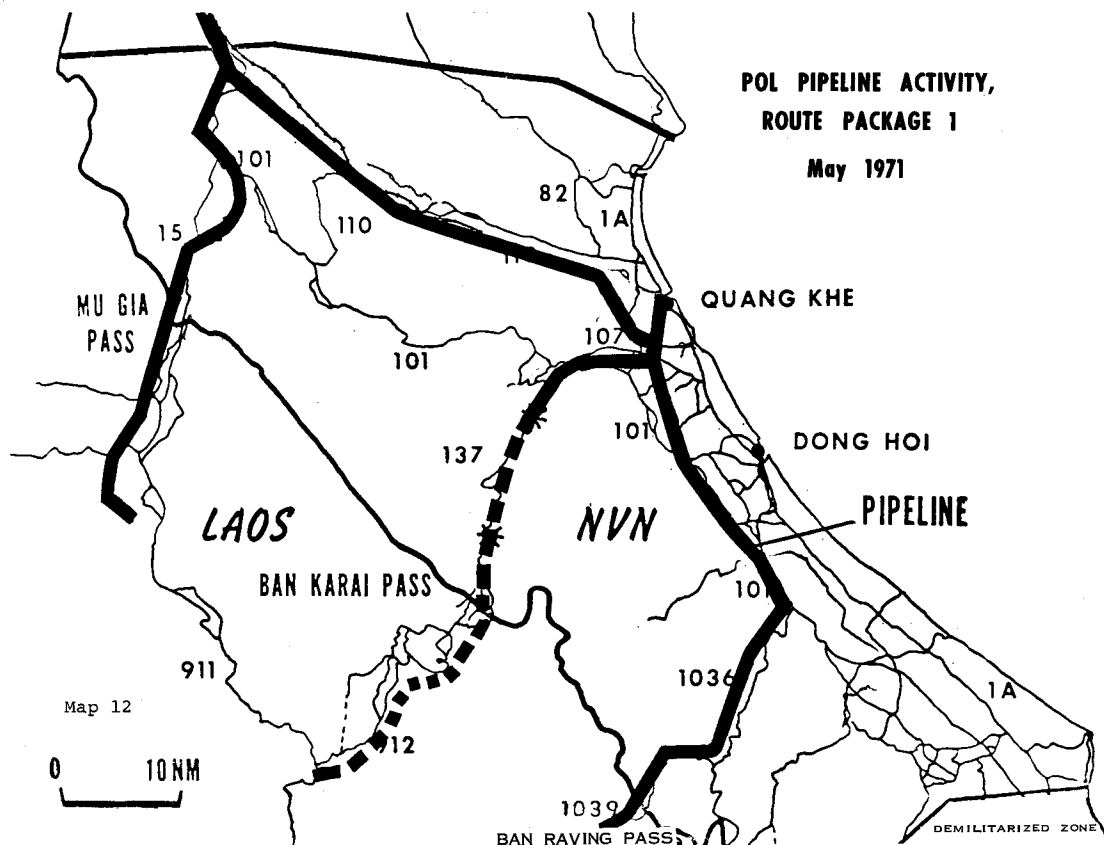 POL PIPELINE ACTIVITY,
ROUTE PACKAGE 1
May 1971
101
82
1A
110
15
QUANG KHE
MU GIA
PASS
107
101
101
DONG HOI
137
PIPELINE
LAOS
NVN
BAN KARAI PASS
101
911
1036
1A
Map 12
912
0 10NM
1039
BAN RAVING PASS
DEMILITARIZED ZONE